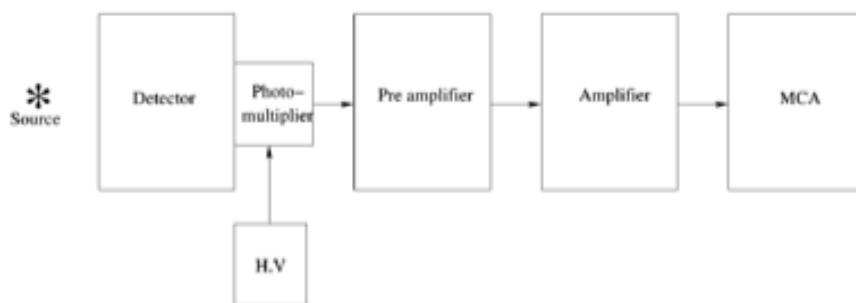 Source
Detector
Photo-
multiplier
Pre amplifier
Amplifier
MCA
H.V